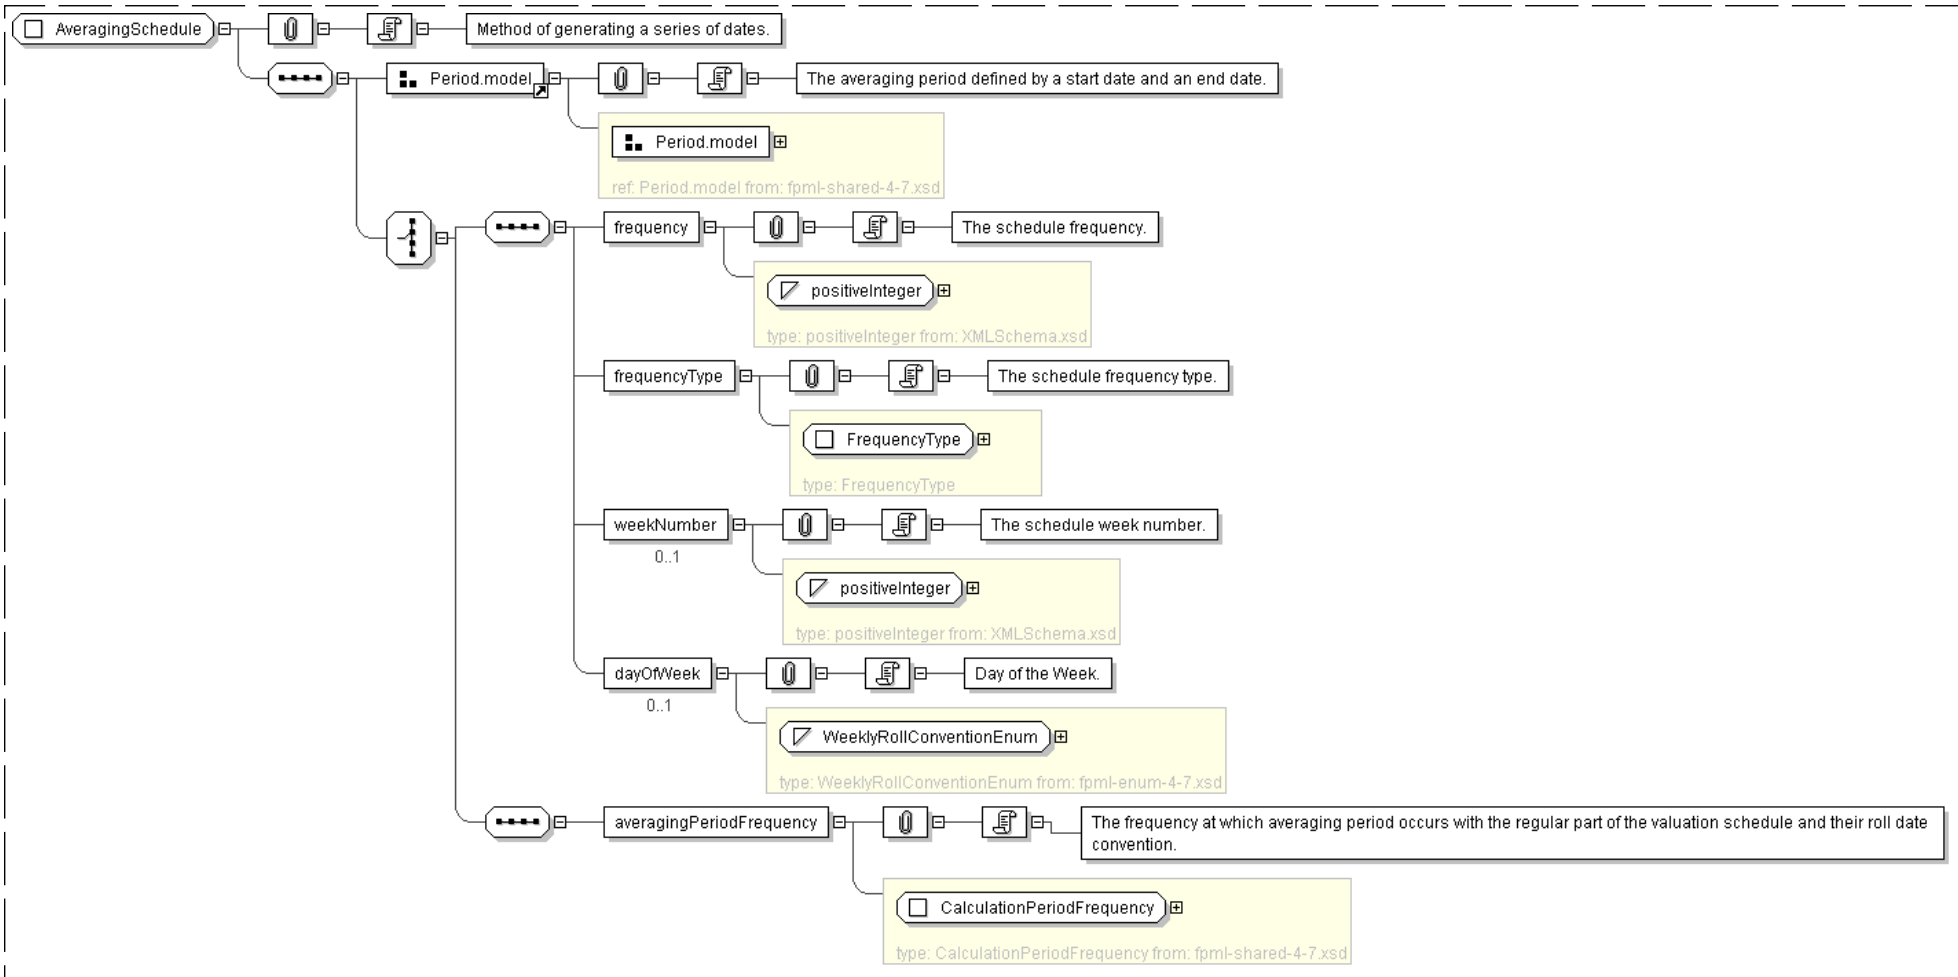 AveragingSchedule
Method of generating a series of dates.
Period.model
The averaging period defined by a start date and an end date.
Period.model
ref: Period.model from: fpml-shared-4-7.xsd
frequency
The schedule frequency.
positiveInteger
type: positiveInteger from: XMLSchema.xsd
frequencyType
The schedule frequency type.
FrequencyType
type: FrequencyType
weekNumber
The schedule week number.
0..1
positiveInteger
type: positiveInteger from: XMLSchema.xsd
dayOfWeek
Day of the Week.
0..1
WeeklyRollConventionEnum
type: WeeklyRollConventionEnum from: fpml-enum-4-7.xsd
averagingPeriodFrequency
The frequency at which averaging period occurs with the regular part of the valuation schedule and their roll date
convention.
CalculationPeriodFrequency
type: CalculationPeriodFrequency from: fpml-shared-4-7.xsd